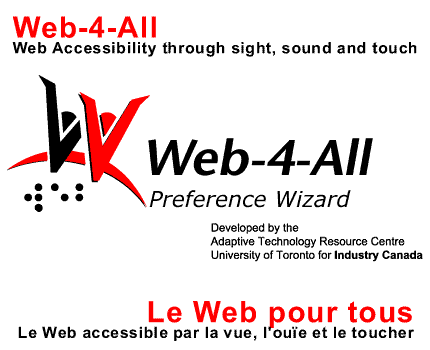 Web-4-All
Web Accessibility through sight, sound and touch
Web-4-All
Preference Wizard
Developed by the
Adaptive Technology Resource Centre
University of Toronto for Industry Canada
Le Web pour tous
Le Web accessible par la vue, l'ouïe et le toucher